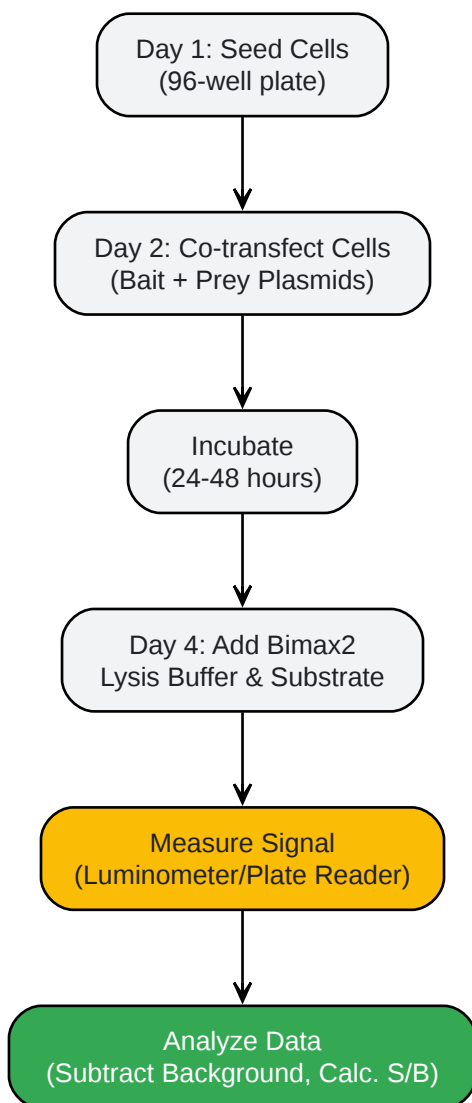 Day 1: Seed Cells
(96-well plate)
Day 2: Co-transfect Cells
(Bait + Prey Plasmids)
Incubate
(24-48 hours)
Day 4: Add Bimax2
Lysis Buffer & Substrate
Measure Signal
(Luminometer/Plate Reader)
Analyze Data
(Subtract Background, Calc. S/B)